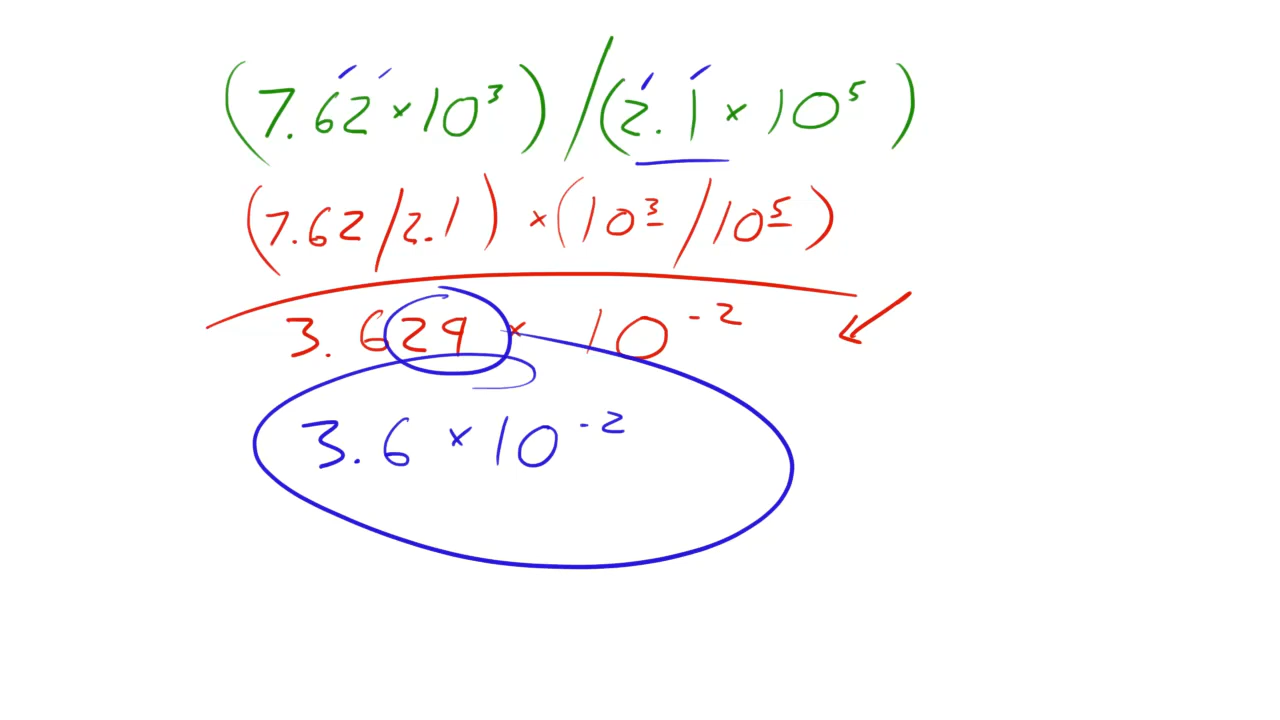 (7.62 × 10³) / (2.1 × 10⁵)
(7.62 / 2.1) × (10³ / 10⁵)
3.629 × 10⁻²
3.6 × 10⁻²